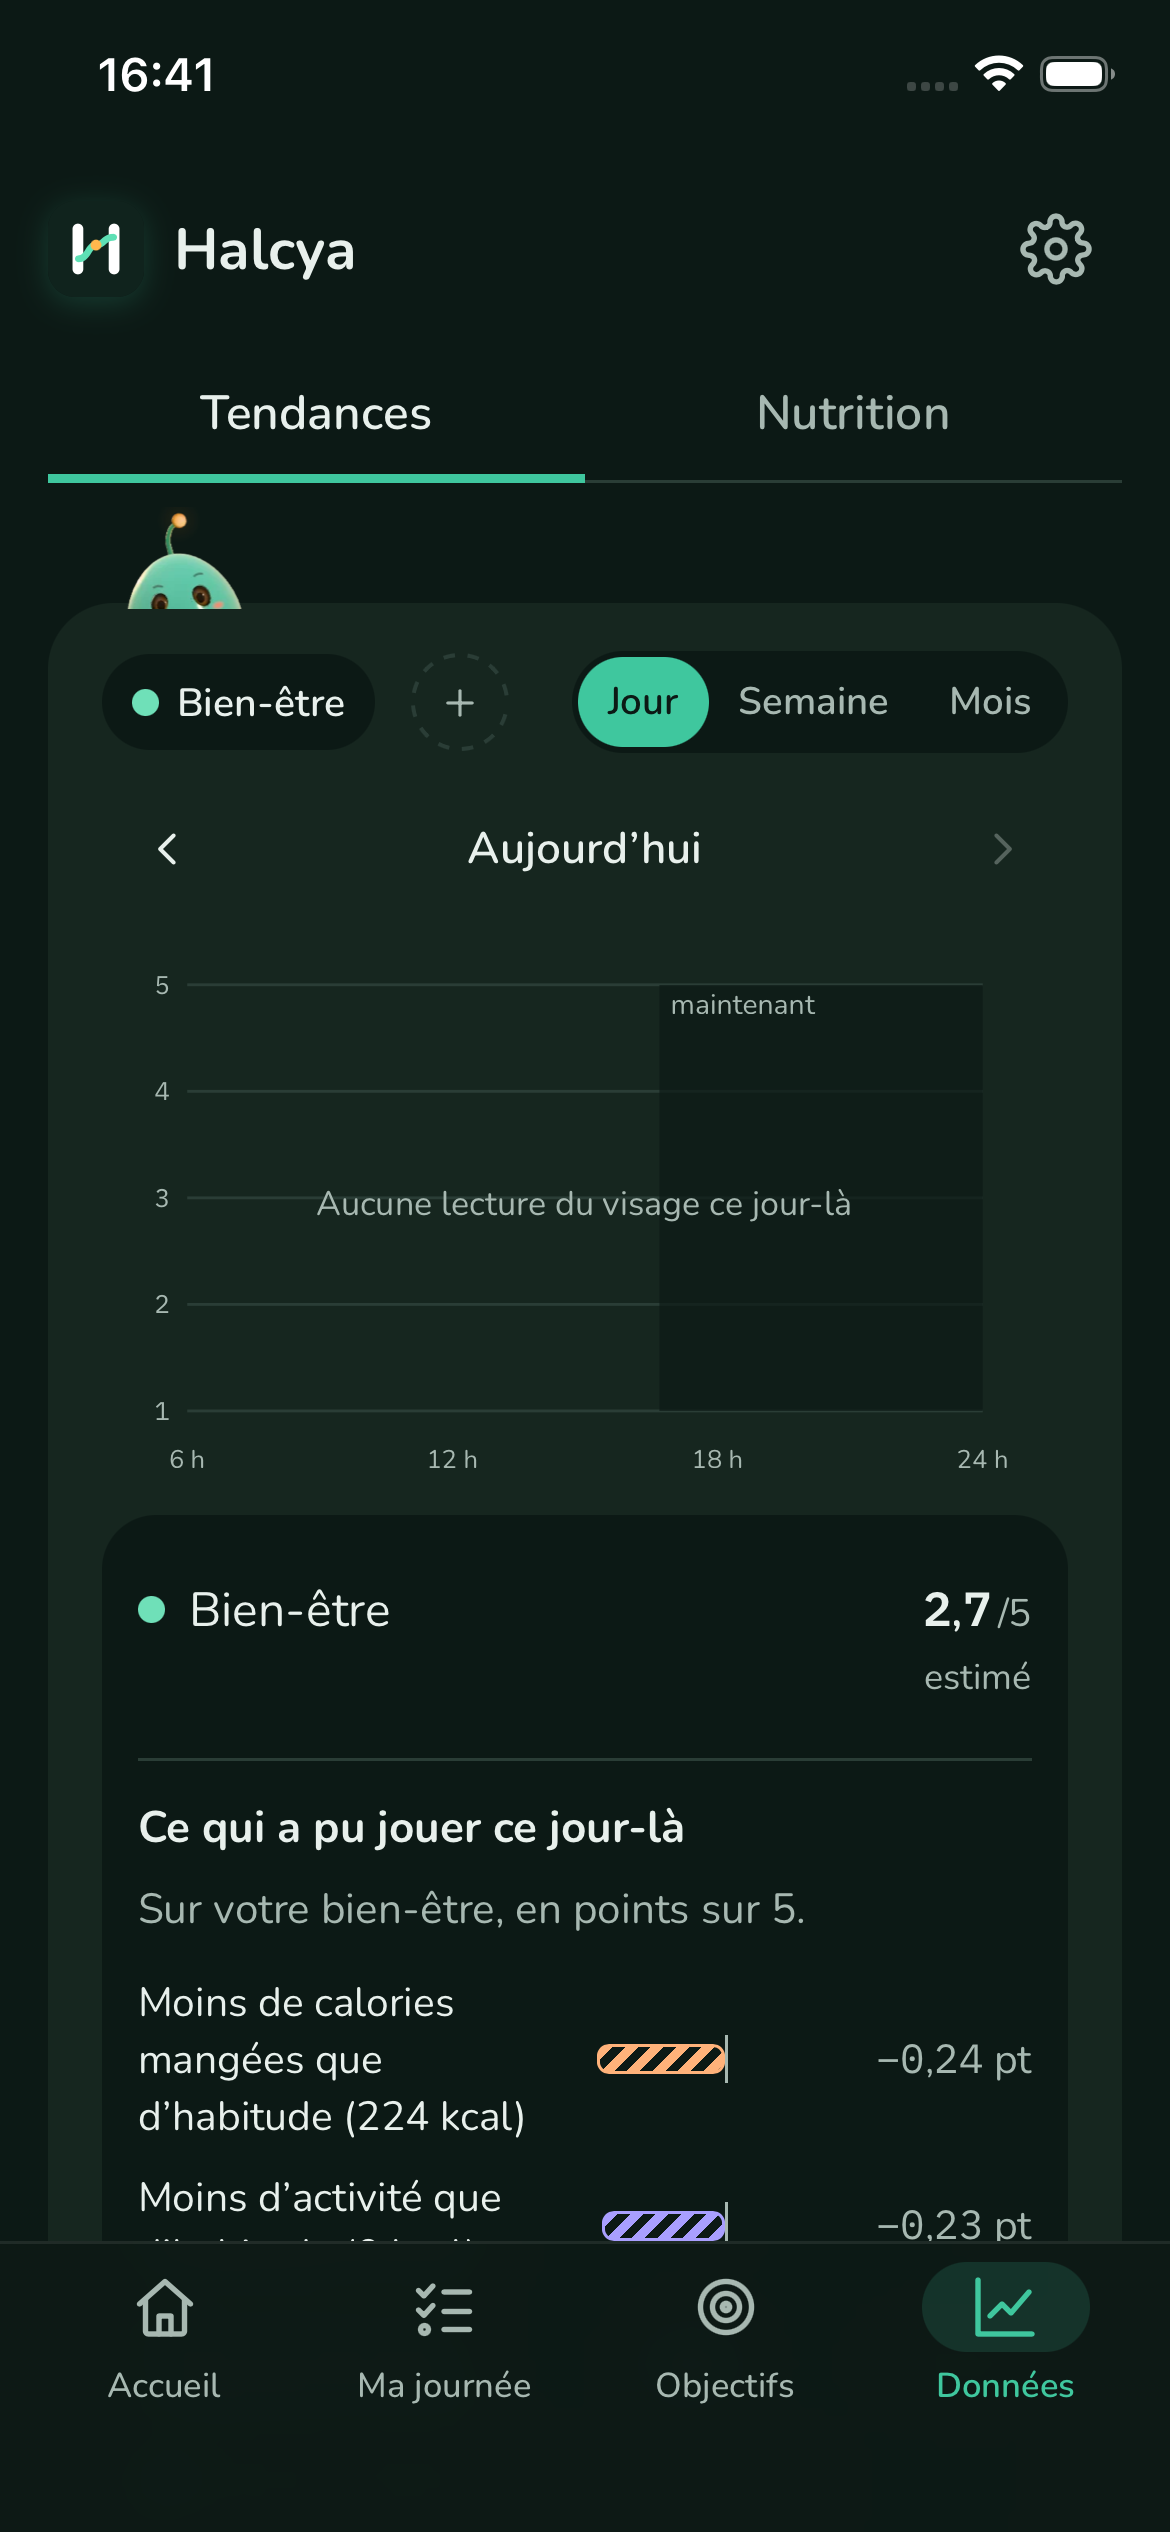 16:41
Halcya
Tendances
Nutrition
Bien-être
+
Jour
Semaine
Mois
Aujourd’hui
5
maintenant
4
3
Aucune lecture du visage ce jour-là
2
1
6 h
12 h
18 h
24 h
Bien-être
2,7 /5
estimé
Ce qui a pu jouer ce jour-là
Sur votre bien-être, en points sur 5.
Moins de calories
mangées que
d’habitude (224 kcal)
−0,24 pt
Moins d’activité que
−0,23 pt
Accueil
Ma journée
Objectifs
Données